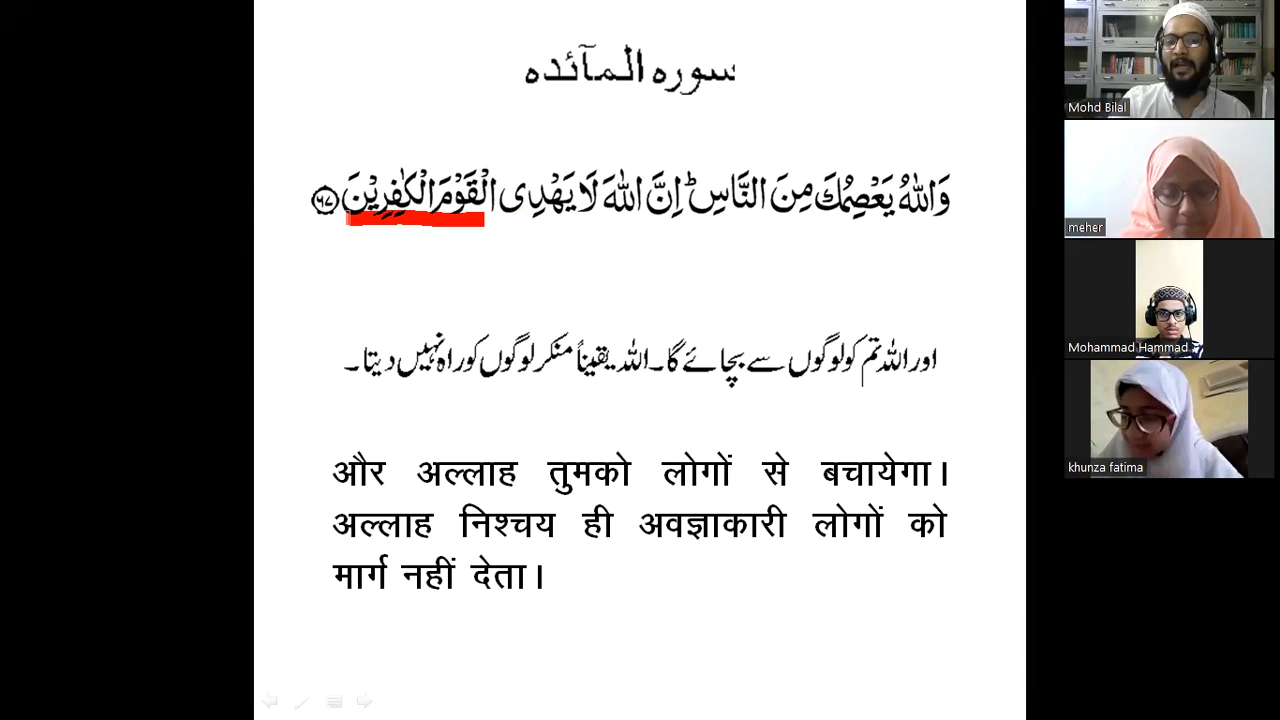 سورہ المآئدہ
وَاللّٰهُ يَعْصِمُكَ مِنَ النَّاسِ ؕ اِنَّ اللّٰهَ لَا يَهْدِى الْقَوْمَ الْكٰفِرِيْنَ ﴿۶۷﴾
اور اللہ تم کو لوگوں سے بچائے گا۔ اللہ یقیناً منکر لوگوں کو راہ نہیں دیتا۔
और अल्लाह तुमको लोगों से बचायेगा।
अल्लाह निश्चय ही अवज्ञाकारी लोगों को
मार्ग नहीं देता।
Mohd Bilal
meher
Mohammad Hammad
khunza fatima